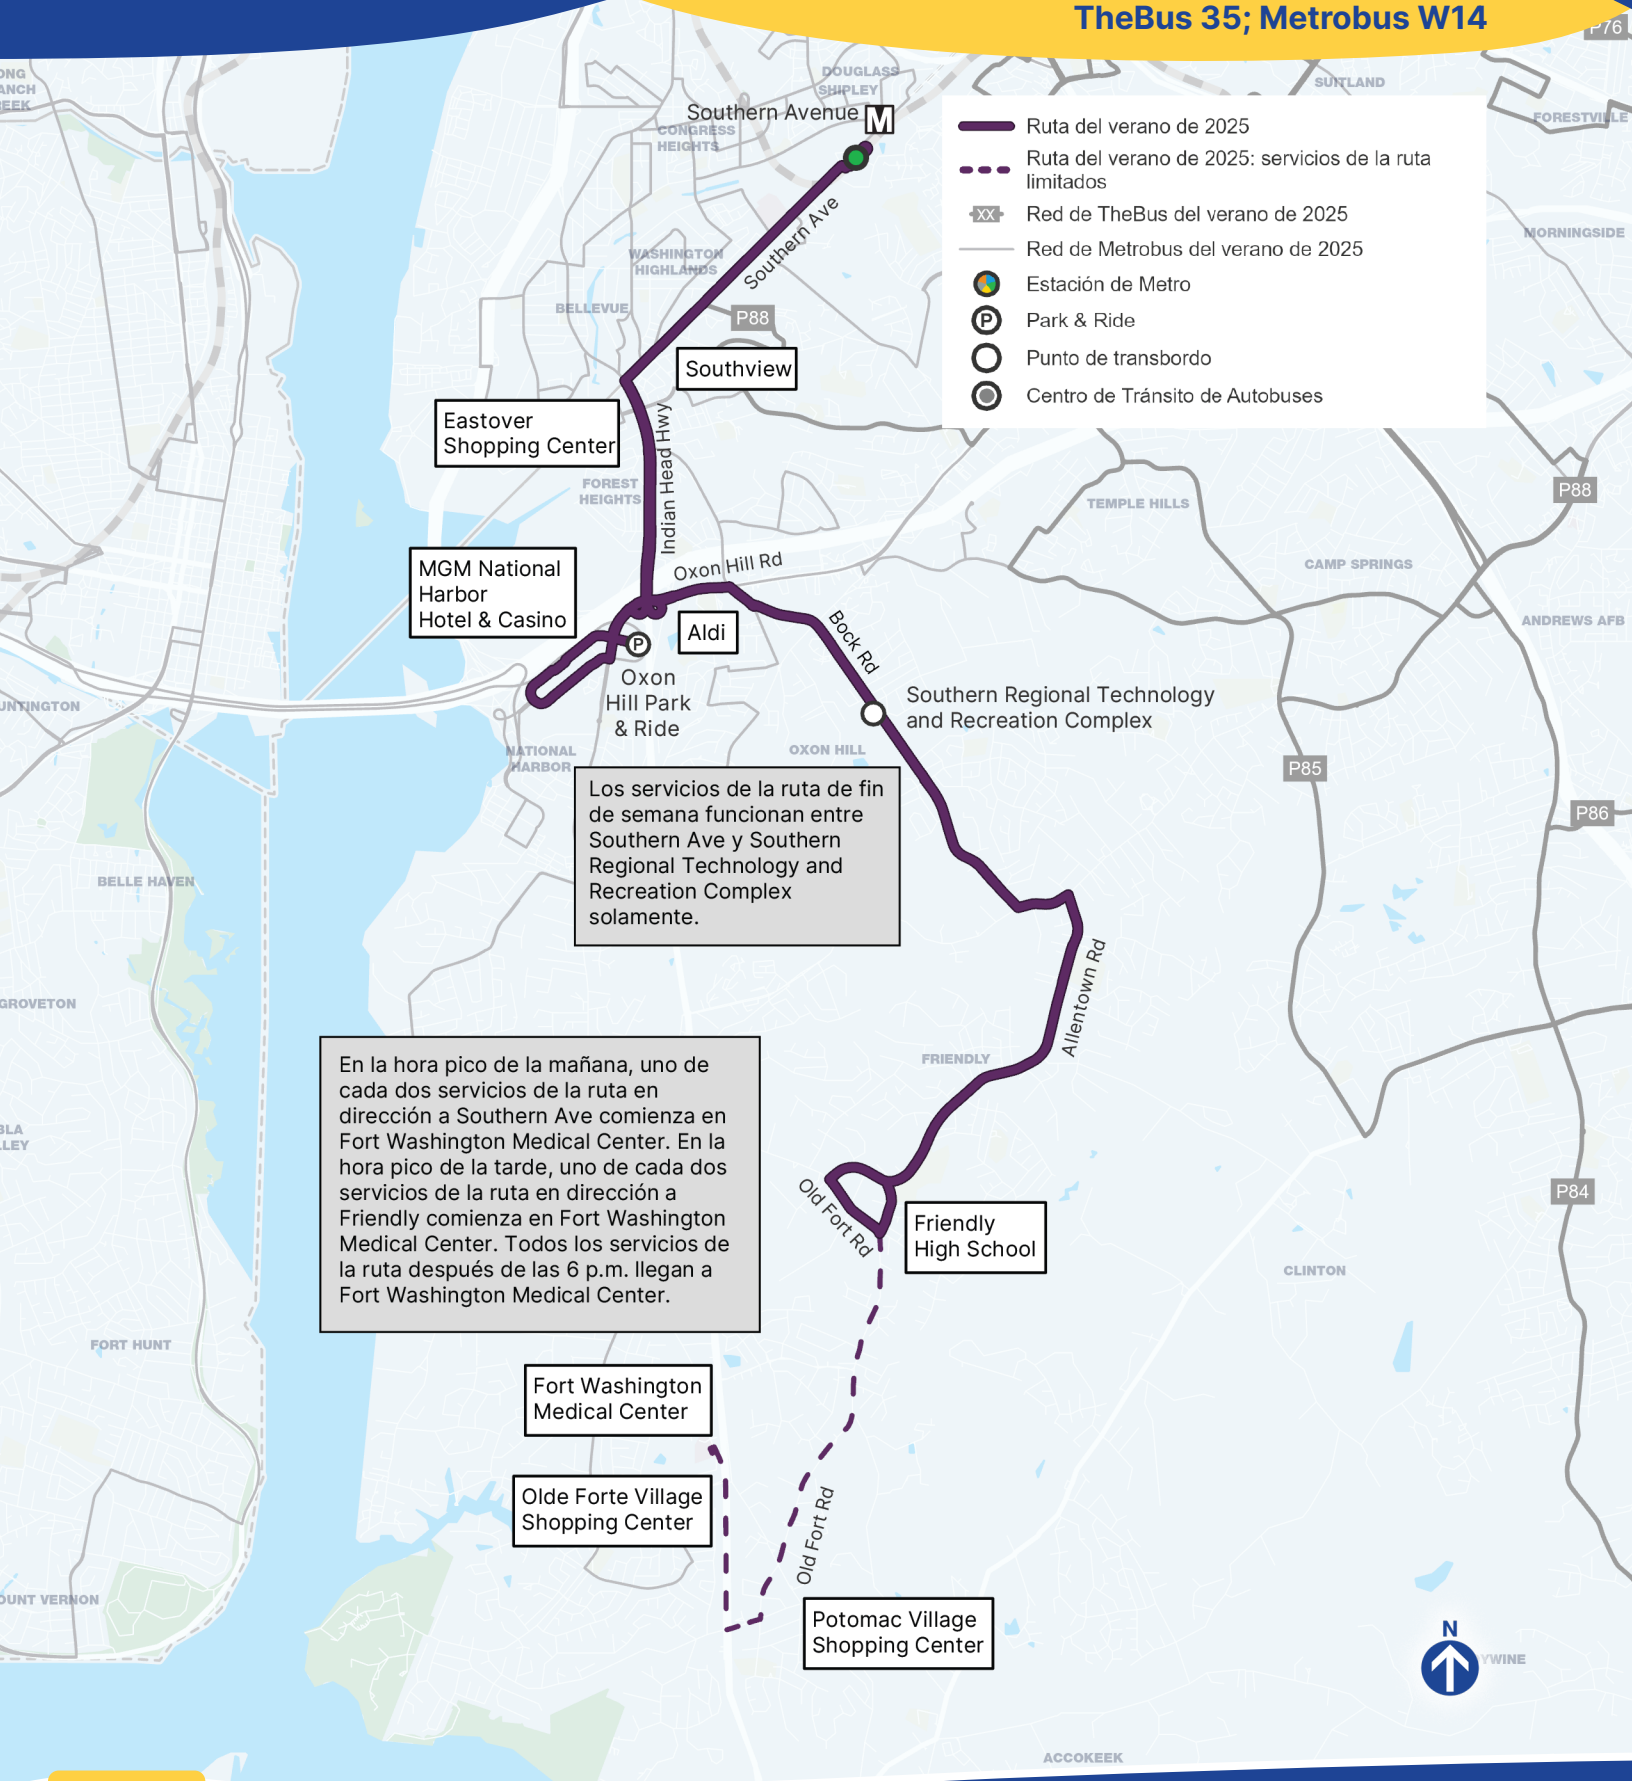 TheBus 35; Metrobus W14
P76
DOUGLASS
SHIPLEY
SUITLAND
FORESTVILLE
Southern Avenue
M
CONGRESS
HEIGHTS
Ruta del verano de 2025
Ruta del verano de 2025: servicios de la ruta
limitados
XX
Red de TheBus del verano de 2025
Red de Metrobus del verano de 2025
Estación de Metro
P
Park & Ride
Punto de transbordo
Centro de Tránsito de Autobuses
MORNINGSIDE
WASHINGTON
HIGHLANDS
Southern Ave
BELLEVUE
P88
Southview
Eastover
Shopping Center
Indian Head Hwy
FOREST
HEIGHTS
P88
TEMPLE HILLS
CAMP SPRINGS
ANDREWS AFB
MGM National
Harbor
Hotel & Casino
Oxon Hill Rd
Aldi
Bock Rd
P
Oxon
Hill Park
& Ride
Southern Regional Technology
and Recreation Complex
UNTINGTON
NATIONAL
HARBOR
OXON HILL
P85
P86
Los servicios de la ruta de fin
de semana funcionan entre
Southern Ave y Southern
Regional Technology and
Recreation Complex
solamente.
BELLE HAVEN
GROVETON
Allentown Rd
FRIENDLY
En la hora pico de la mañana, uno de
cada dos servicios de la ruta en
dirección a Southern Ave comienza en
Fort Washington Medical Center. En la
hora pico de la tarde, uno de cada dos
servicios de la ruta en dirección a
Friendly comienza en Fort Washington
Medical Center. Todos los servicios de
la ruta después de las 6 p.m. llegan a
Fort Washington Medical Center.
Old Fort Rd
Friendly
High School
P84
CLINTON
FORT HUNT
Fort Washington
Medical Center
Olde Forte Village
Shopping Center
Old Fort Rd
OUNT VERNON
Potomac Village
Shopping Center
N
YWINE
ACCOKEEK